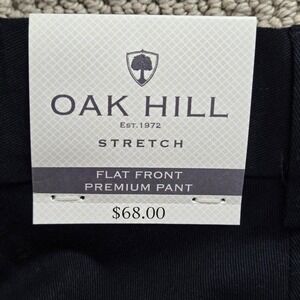 OAK HILL
EST. 1972
STRETCH
FLAT FRONT
PREMIUM PANT
$68.00